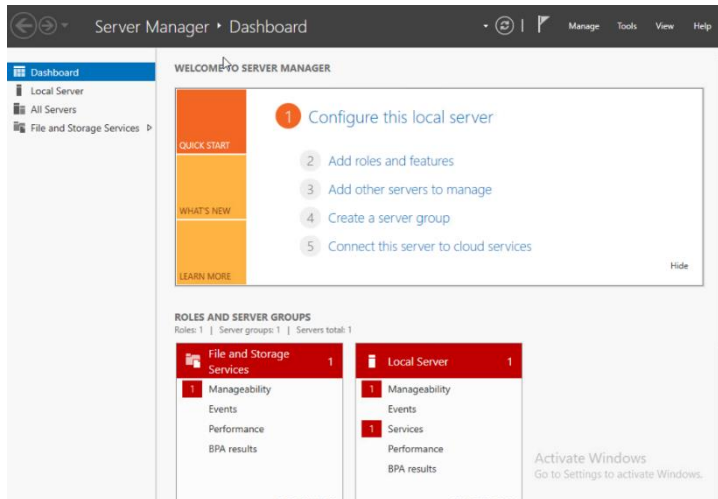 Server Manager ‣ Dashboard
Manage Tools View Help
Dashboard
Local Server
All Servers
File and Storage Services
WELCOME TO SERVER MANAGER
QUICK START
WHAT'S NEW
LEARN MORE
1 Configure this local server
2 Add roles and features
3 Add other servers to manage
4 Create a server group
5 Connect this server to cloud services
Hide
ROLES AND SERVER GROUPS
Roles: 1 | Server groups: 1 | Servers total: 1
File and Storage
Services 1
1 Manageability
Events
Performance
BPA results
Local Server 1
1 Manageability
Events
1 Services
Performance
BPA results
Activate Windows
Go to Settings to activate Windows.